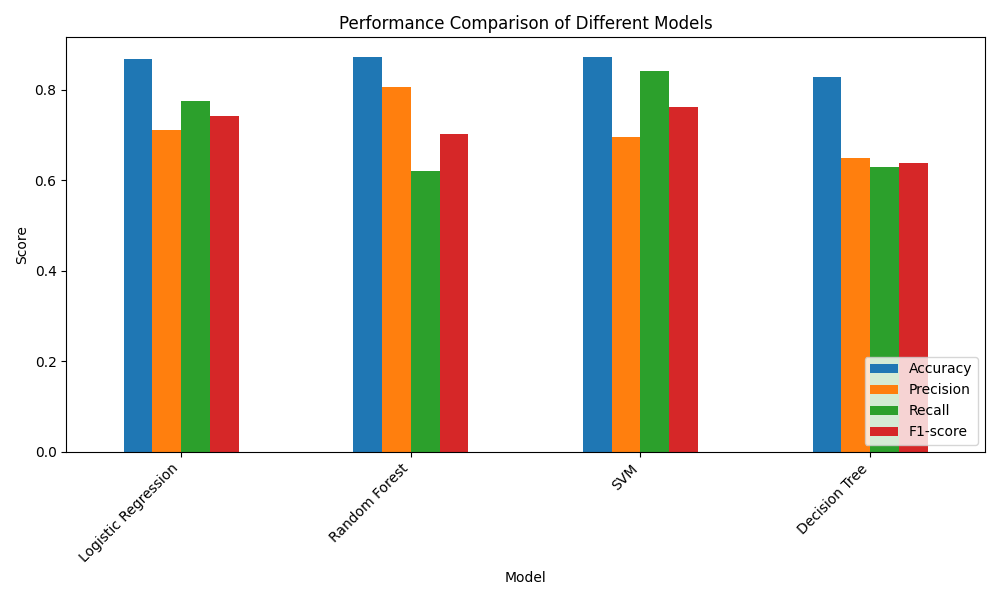 Performance Comparison of Different Models
Score
0.8
0.6
0.4
0.2
0.0
Accuracy
Precision
Recall
F1-score
Logistic Regression
Random Forest
SVM
Decision Tree
Model